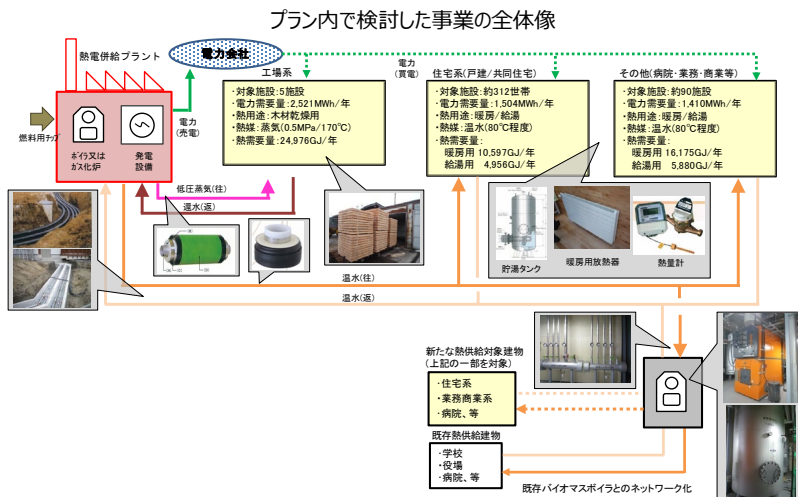 プラン内で検討した事業の全体像
熱電併給プラント
電力会社
電力
(売電)
電力
(買電)
燃料用チップ
ボイラ又は
ガス化炉
発電
設備
工場系
・対象施設:5施設
・電力需要量:2,521MWh/年
・熱用途:木材乾燥用
・熱媒:蒸気(0.5MPa/170℃)
・熱需要量:24,976GJ/年
住宅系(戸建/共同住宅)
・対象施設:約312世帯
・電力需要量:1,504MWh/年
・熱用途:暖房/給湯
・熱媒:温水(80℃程度)
・熱需要量:
暖房用 10,597GJ/年
給湯用 4,956GJ/年
その他(病院・業務・商業等)
・対象施設:約90施設
・電力需要量:1,410MWh/年
・熱用途:暖房/給湯
・熱媒:温水(80℃程度)
・熱需要量:
暖房用 16,175GJ/年
給湯用 5,880GJ/年
低圧蒸気(往)
還水(返)
貯湯タンク
暖房用放熱器
熱量計
温水(往)
温水(返)
新たな熱供給対象建物
(上記の一部を対象)
・住宅系
・業務商業系
・病院、等
既存熱供給建物
・学校
・役場
・病院、等
既存バイオマスボイラとのネットワーク化